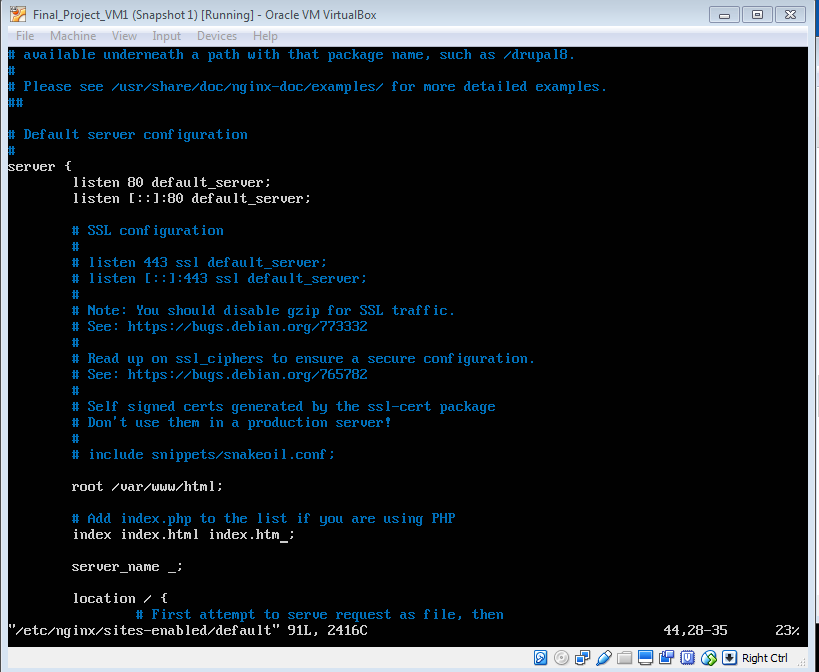 Final_Project_VM1 (Snapshot 1) [Running] - Oracle VM VirtualBox
File Machine View Input Devices Help
# available underneath a path with that package name, such as /drupal8.
#
# Please see /usr/share/doc/nginx-doc/examples/ for more detailed examples.
##
# Default server configuration
#
server {
listen 80 default_server;
listen [::]:80 default_server;
# SSL configuration
#
# listen 443 ssl default_server;
# listen [::]:443 ssl default_server;
#
# Note: You should disable gzip for SSL traffic.
# See: https://bugs.debian.org/773332
#
# Read up on ssl_ciphers to ensure a secure configuration.
# See: https://bugs.debian.org/765782
#
# Self signed certs generated by the ssl-cert package
# Don't use them in a production server!
#
# include snippets/snakeoil.conf;
root /var/www/html;
# Add index.php to the list if you are using PHP
index index.html index.htm_;
server_name _;
location / {
# First attempt to serve request as file, then
"/etc/nginx/sites-enabled/default" 91L, 2416C 44,28-35 23%
Right Ctrl